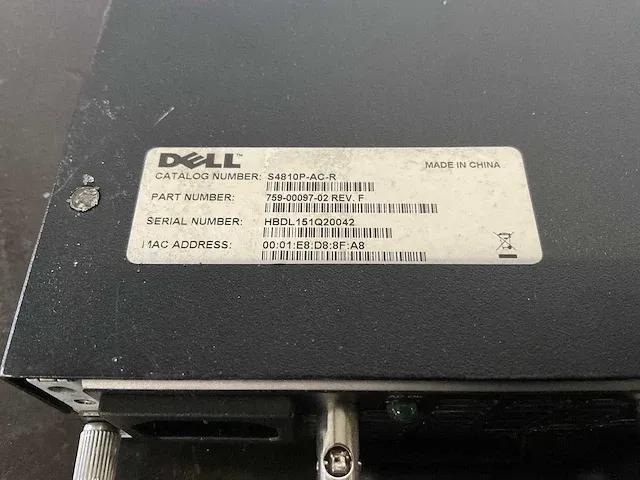 DELL™
MADE IN CHINA
CATALOG NUMBER: S4810P-AC-R
PART NUMBER: 759-00097-02 REV. F
SERIAL NUMBER: HBDL151Q20042
MAC ADDRESS: 00:01:E8:D8:8F:A8